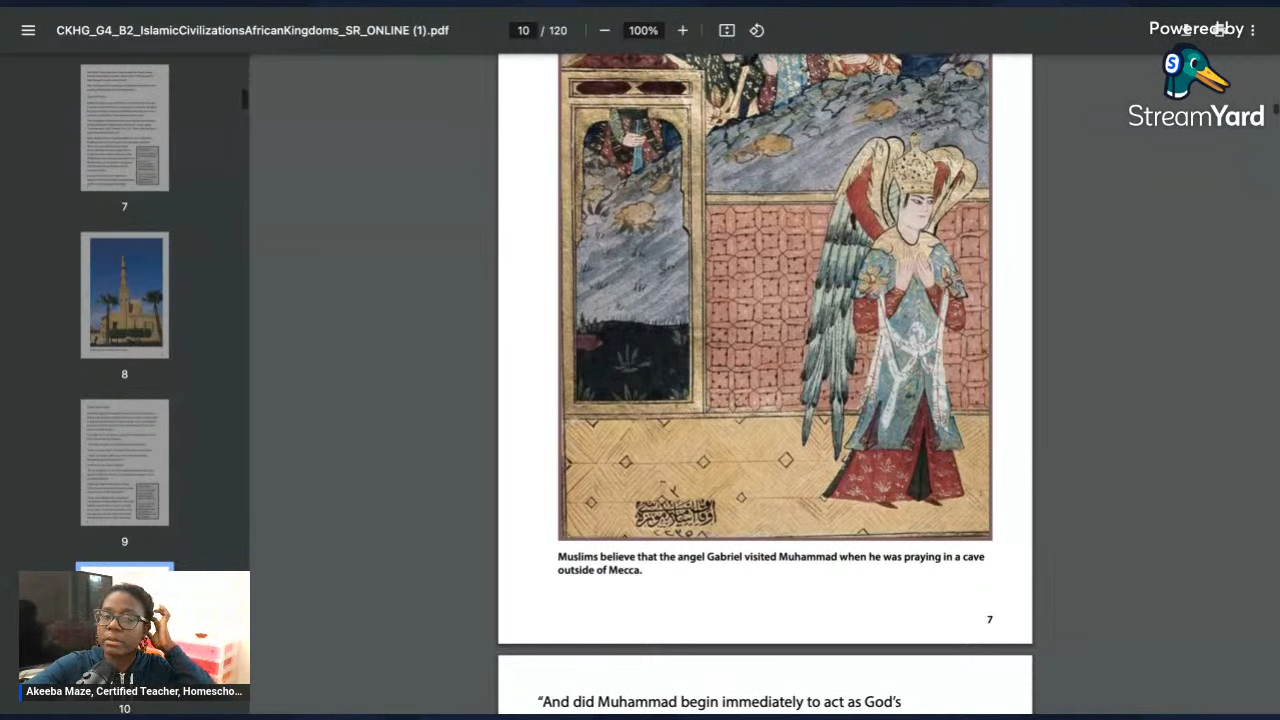 CKHG_G4_B2_IslamicCivilizationsAfricanKingdoms_SR_ONLINE (1).pdf
10 / 120
100%
Powered by
StreamYard
7
8
9
10
Muslims believe that the angel Gabriel visited Muhammad when he was praying in a cave
outside of Mecca.
7
“And did Muhammad begin immediately to act as God’s
Akeeba Maze, Certified Teacher, Homescho...